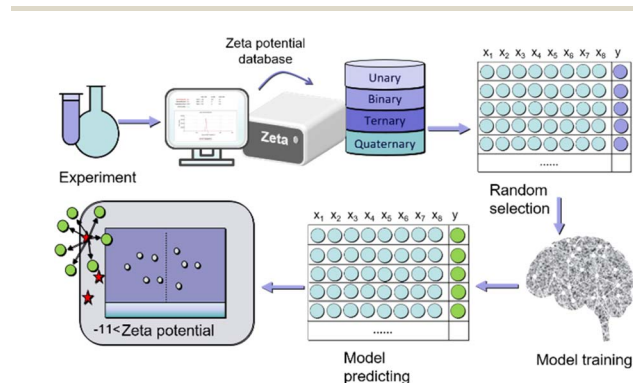 Zeta potential
database
Unary
Binary
Ternary
Quaternary
Zeta
Experiment
x₁ x₂ x₃ x₄ x₅ x₆ x₇ x₈ y
......
Random
selection
Model training
x₁ x₂ x₃ x₄ x₅ x₆ x₇ x₈ y
......
Model
predicting
-11< Zeta potential